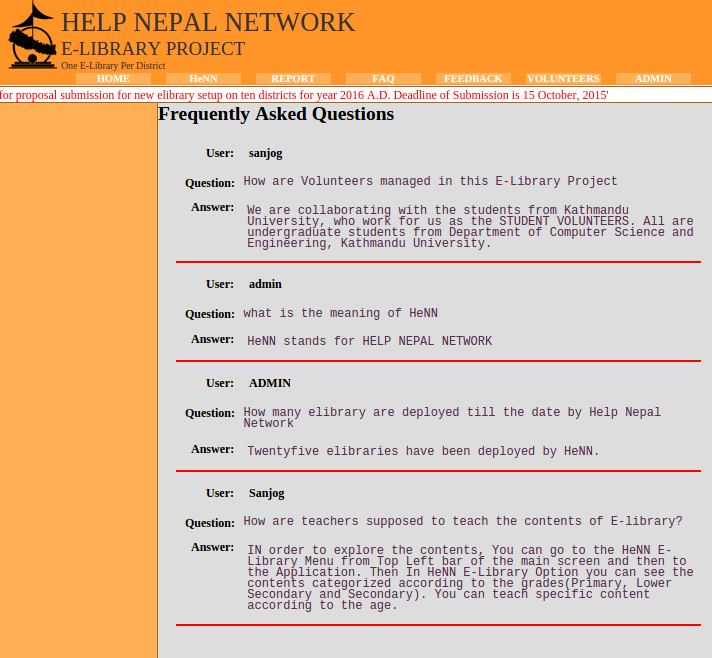 HELP NEPAL NETWORK
E-LIBRARY PROJECT
One E-Library Per District
HOME HeNN REPORT FAQ FEEDBACK VOLUNTEERS ADMIN
for proposal submission for new elibrary setup on ten districts for year 2016 A.D. Deadline of Submission is 15 October, 2015'
Frequently Asked Questions
User: sanjog
Question: How are Volunteers managed in this E-Library Project
Answer: We are collaborating with the students from Kathmandu
University, who work for us as the STUDENT VOLUNTEERS. All are
undergraduate students from Department of Computer Science and
Engineering, Kathmandu University.
User: admin
Question: what is the meaning of HeNN
Answer: HeNN stands for HELP NEPAL NETWORK
User: ADMIN
Question: How many elibrary are deployed till the date by Help Nepal
Network
Answer: Twentyfive elibraries have been deployed by HeNN.
User: Sanjog
Question: How are teachers supposed to teach the contents of E-library?
Answer: IN order to explore the contents, You can go to the HeNN E-
Library Menu from Top Left bar of the main screen and then to
the Application. Then In HeNN E-Library Option you can see the
contents categorized according to the grades(Primary, Lower
Secondary and Secondary). You can teach specific content
according to the age.